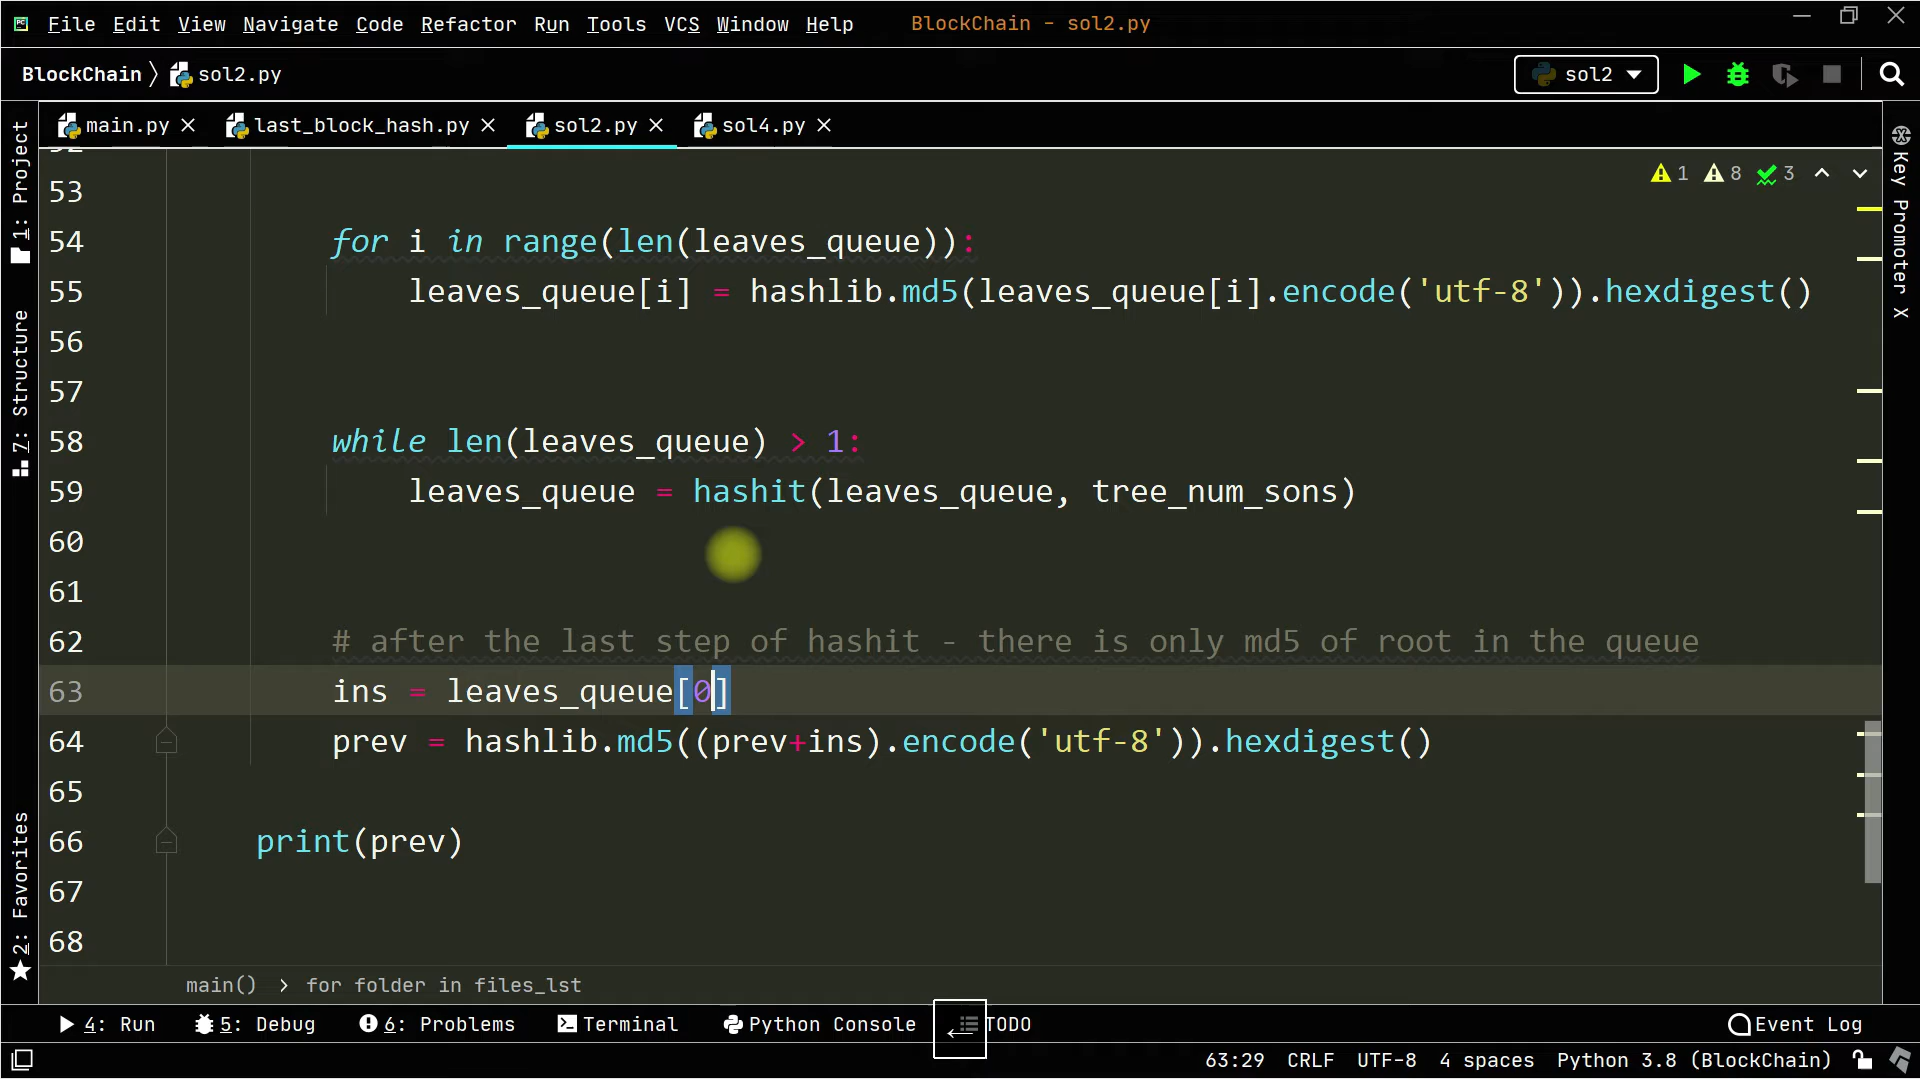 File Edit View Navigate Code Refactor Run Tools VCS Window Help BlockChain - sol2.py
BlockChain sol2.py sol2
main.py last_block_hash.py sol2.py sol4.py
1: Project
7: Structure
2: Favorites
Key Promoter X
1 8 3
53
54 for i in range(len(leaves_queue)):
55 leaves_queue[i] = hashlib.md5(leaves_queue[i].encode('utf-8')).hexdigest()
56
57
58 while len(leaves_queue) > 1:
59 leaves_queue = hashit(leaves_queue, tree_num_sons)
60
61
62 # after the last step of hashit - there is only md5 of root in the queue
63 ins = leaves_queue[0]
64 prev = hashlib.md5((prev+ins).encode('utf-8')).hexdigest()
65
66 print(prev)
67
68
main() › for folder in files_lst
4: Run 5: Debug 6: Problems Terminal Python Console TODO Event Log
63:29 CRLF UTF-8 4 spaces Python 3.8 (BlockChain)